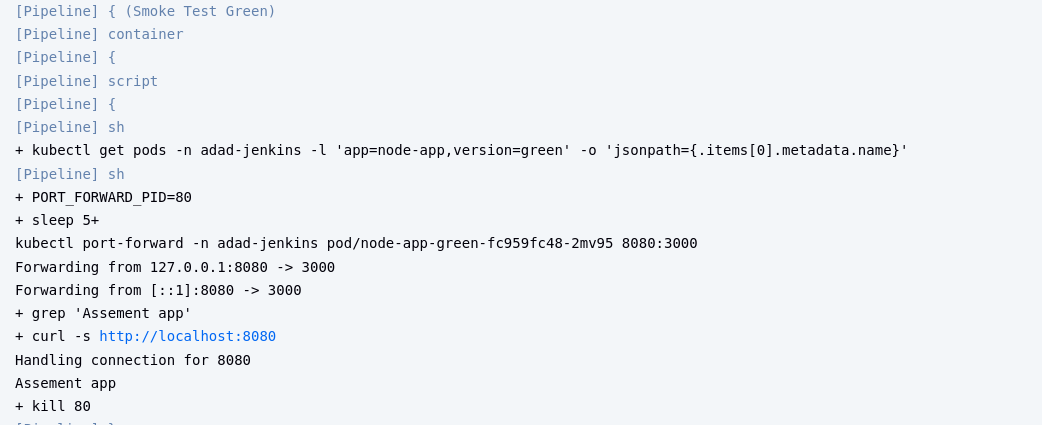 [Pipeline] { (Smoke Test Green)
[Pipeline] container
[Pipeline] {
[Pipeline] script
[Pipeline] {
[Pipeline] sh
+ kubectl get pods -n adad-jenkins -l 'app=node-app,version=green' -o 'jsonpath={.items[0].metadata.name}'
[Pipeline] sh
+ PORT_FORWARD_PID=80
+ sleep 5+
kubectl port-forward -n adad-jenkins pod/node-app-green-fc959fc48-2mv95 8080:3000
Forwarding from 127.0.0.1:8080 -> 3000
Forwarding from [::1]:8080 -> 3000
+ grep 'Assement app'
+ curl -s http://localhost:8080
Handling connection for 8080
Assement app
+ kill 80
[Pipeline] }